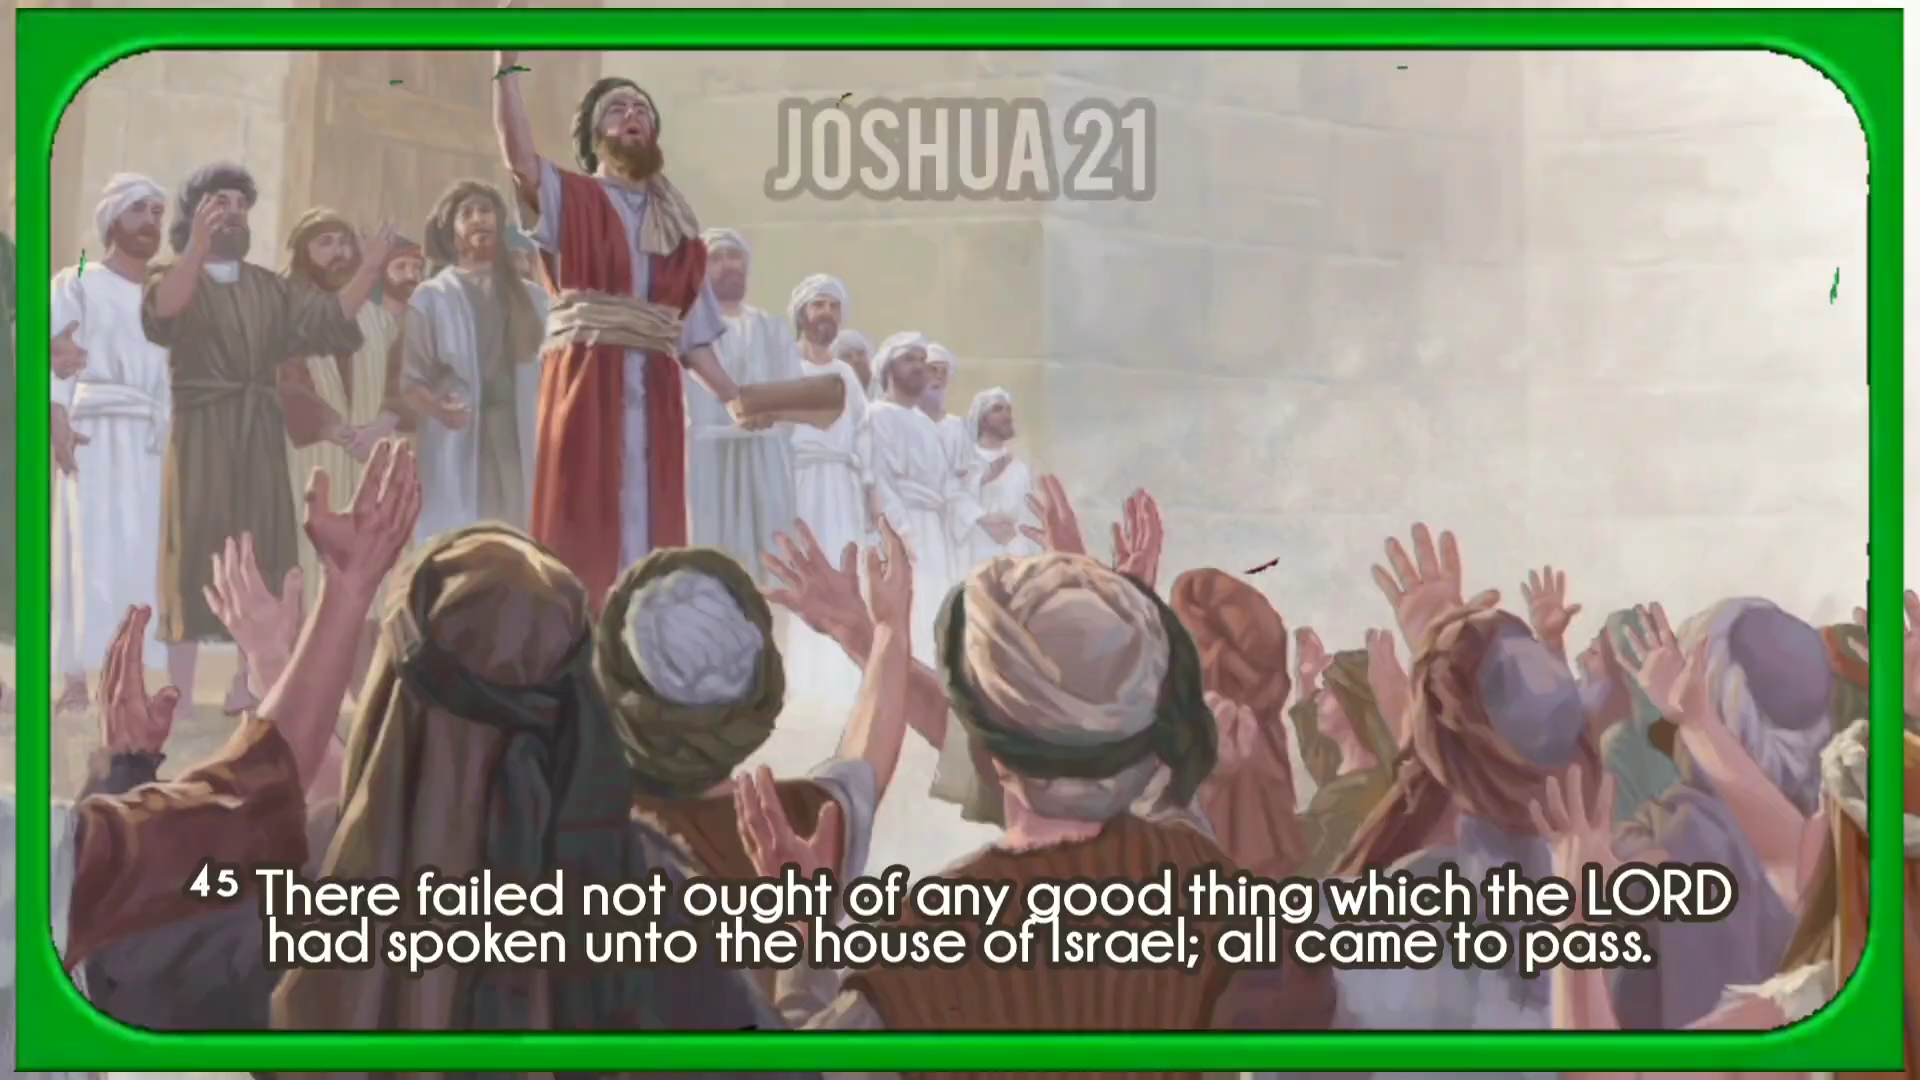 JOSHUA 21
45 There failed not ought of any good thing which the LORD
had spoken unto the house of Israel; all came to pass.